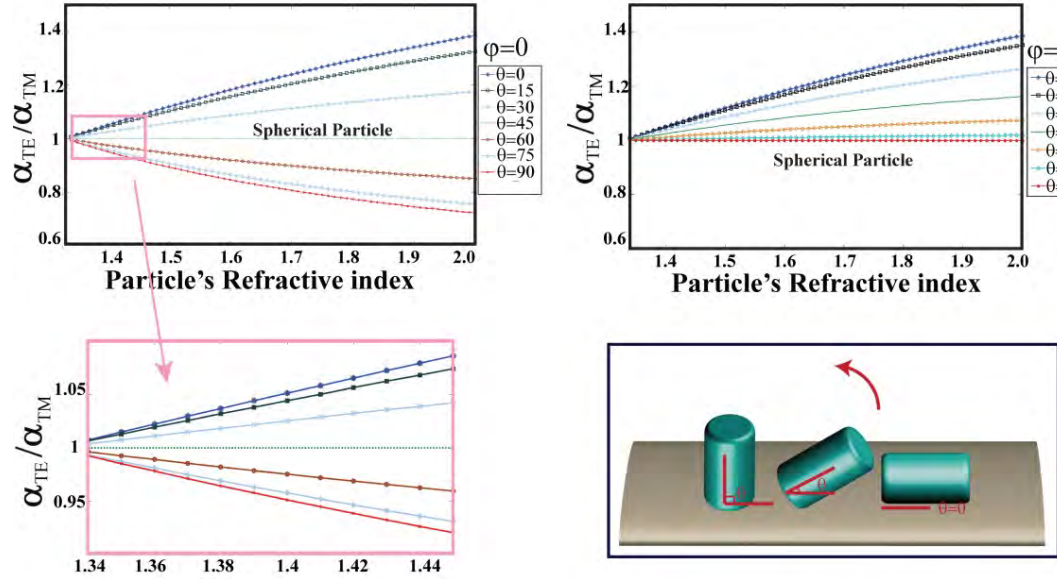 1.4
1.2
1
0.8
0.6
α_TE/α_TM
φ=0
θ=0
θ=15
θ=30
θ=45
θ=60
θ=75
θ=90
Spherical Particle
1.4 1.5 1.6 1.7 1.8 1.9 2.0
Particle's Refractive index
1.4
1.2
1
0.8
0.6
α_TE/α_TM
φ=
θ=
θ=
θ=
θ=
θ=
θ=
θ=
Spherical Particle
1.4 1.5 1.6 1.7 1.8 1.9 2.0
Particle's Refractive index
1.05
1
0.95
α_TE/α_TM
1.34 1.36 1.38 1.4 1.42 1.44
θ
θ=0